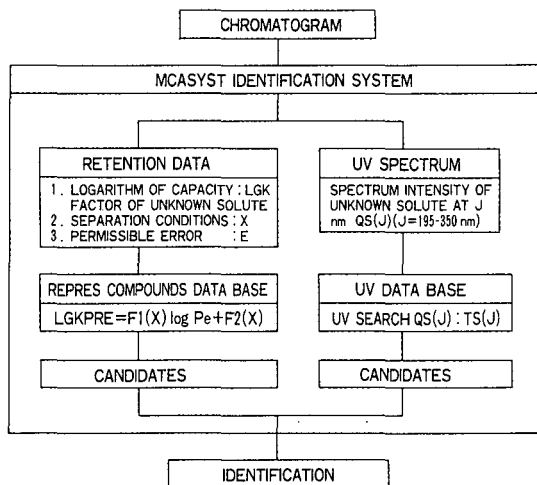 CHROMATOGRAM
MCASYST IDENTIFICATION SYSTEM
RETENTION DATA
1. LOGARITHM OF CAPACITY : LGK
FACTOR OF UNKNOWN SOLUTE
2. SEPARATION CONDITIONS : X
3. PERMISSIBLE ERROR : E
UV SPECTRUM
SPECTRUM INTENSITY OF
UNKNOWN SOLUTE AT J
nm QS(J)(J=195-350 nm)
REPRES COMPOUNDS DATA BASE
LGKPRE=F1(X) log Pe+F2(X)
UV DATA BASE
UV SEARCH QS(J) : TS(J)
CANDIDATES
CANDIDATES
IDENTIFICATION